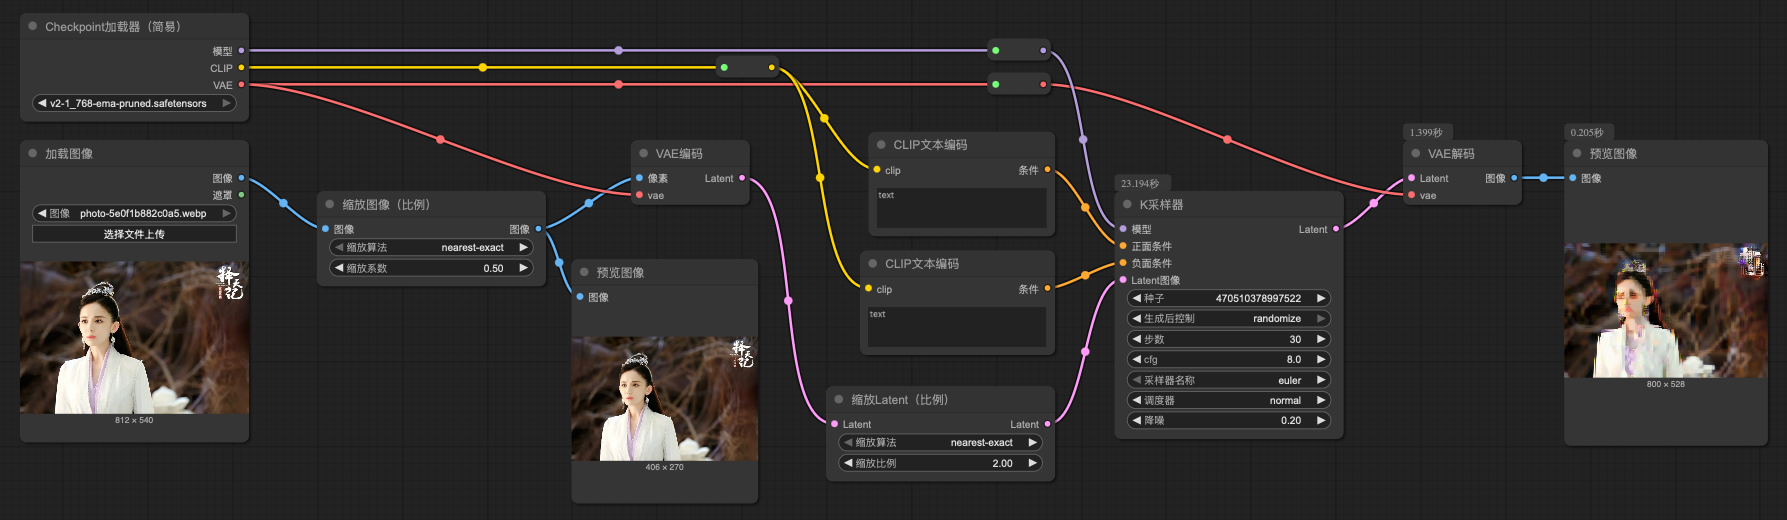 Checkpoint加载器（简易）
模型
CLIP
VAE
v2-1_768-ema-pruned.safetensors
加载图像
图像
遮罩
图像 photo-5e0f1b882c0a5.webp
选择文件上传
择天记
812 × 540
缩放图像（比例）
图像 图像
缩放算法 nearest-exact
缩放系数 0.50
预览图像
图像
择天记
406 × 270
VAE编码
像素 Latent
vae
CLIP文本编码
clip 条件
text
CLIP文本编码
clip 条件
text
缩放Latent（比例）
Latent Latent
缩放算法 nearest-exact
缩放比例 2.00
23.194秒
K采样器
模型 Latent
正面条件
负面条件
Latent图像
种子 470510378997522
生成后控制 randomize
步数 30
cfg 8.0
采样器名称 euler
调度器 normal
降噪 0.20
1.399秒
VAE解码
Latent 图像
vae
0.205秒
预览图像
图像
800 × 528